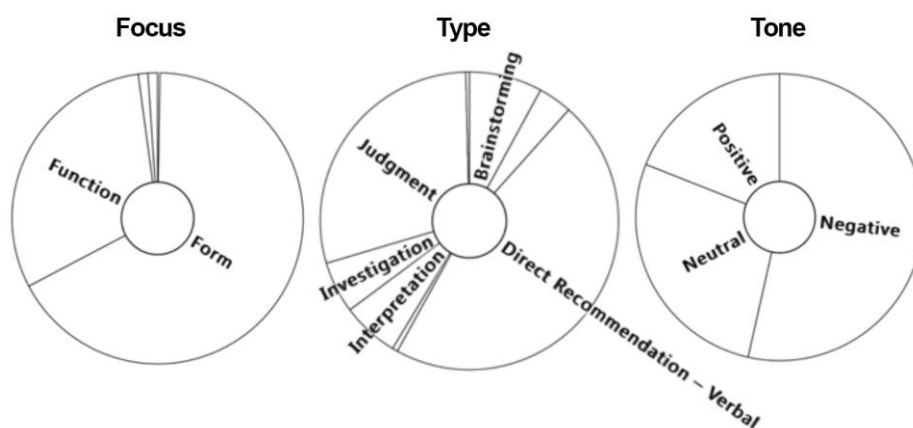 Focus
Type
Tone
Function
Form
Brainstorming
Judgment
Investigation
Interpretation
Direct Recommendation – Verbal
Positive
Neutral
Negative